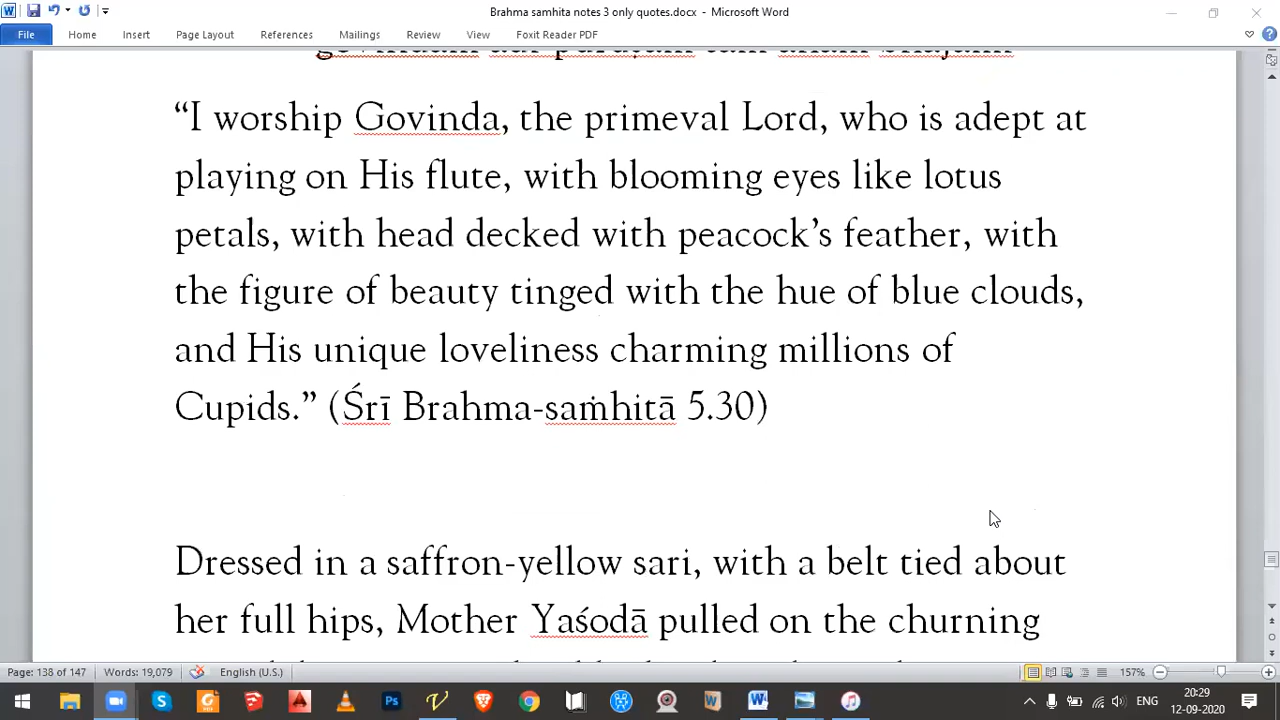 Brahma samhita notes 3 only quotes.docx - Microsoft Word
File Home Insert Page Layout References Mailings Review View Foxit Reader PDF
“I worship Govinda, the primeval Lord, who is adept at
playing on His flute, with blooming eyes like lotus
petals, with head decked with peacock’s feather, with
the figure of beauty tinged with the hue of blue clouds,
and His unique loveliness charming millions of
Cupids.” (Śrī Brahma-saṁhitā 5.30)
Dressed in a saffron-yellow sari, with a belt tied about
her full hips, Mother Yaśodā pulled on the churning
Page: 138 of 147 Words: 19,079 English (U.S.) 157%
ENG 20:29
12-09-2020